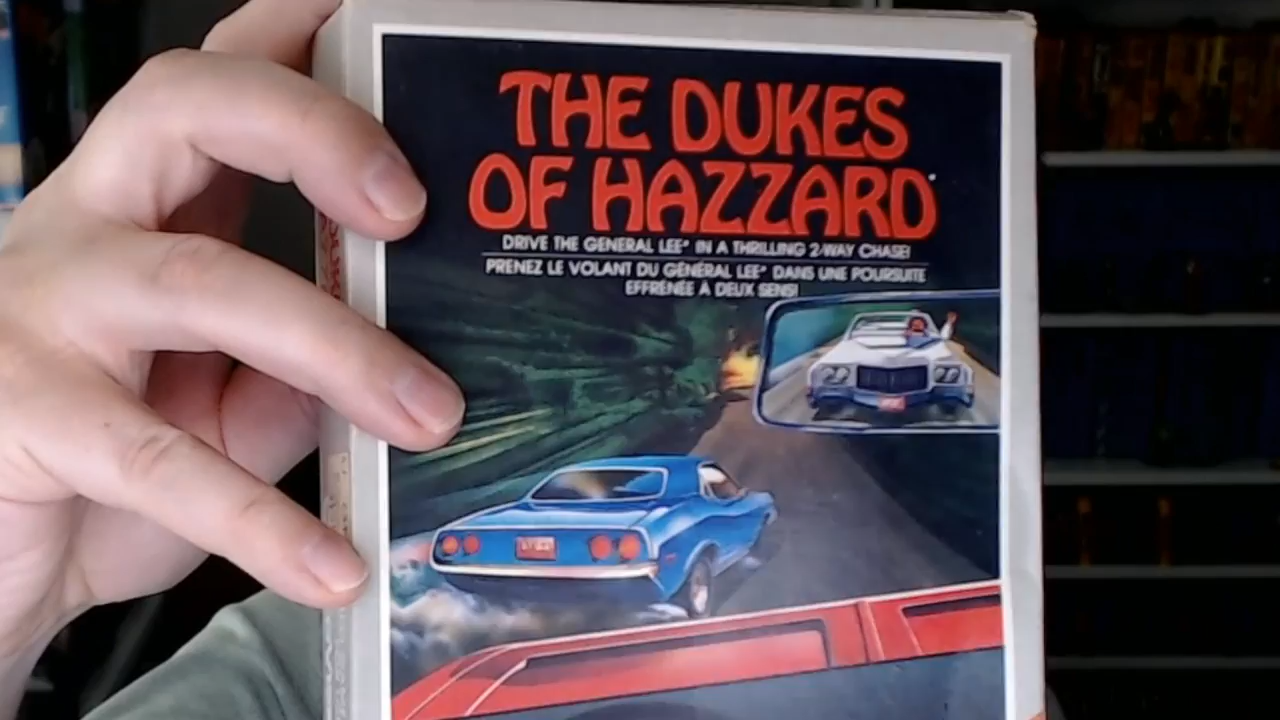 THE DUKES
OF HAZZARD
DRIVE THE GENERAL LEE® IN A THRILLING 2-WAY CHASE!
PRENEZ LE VOLANT DU GÉNÉRAL LEE® DANS UNE POURSUITE
EFFRÉNÉE À DEUX SENS!